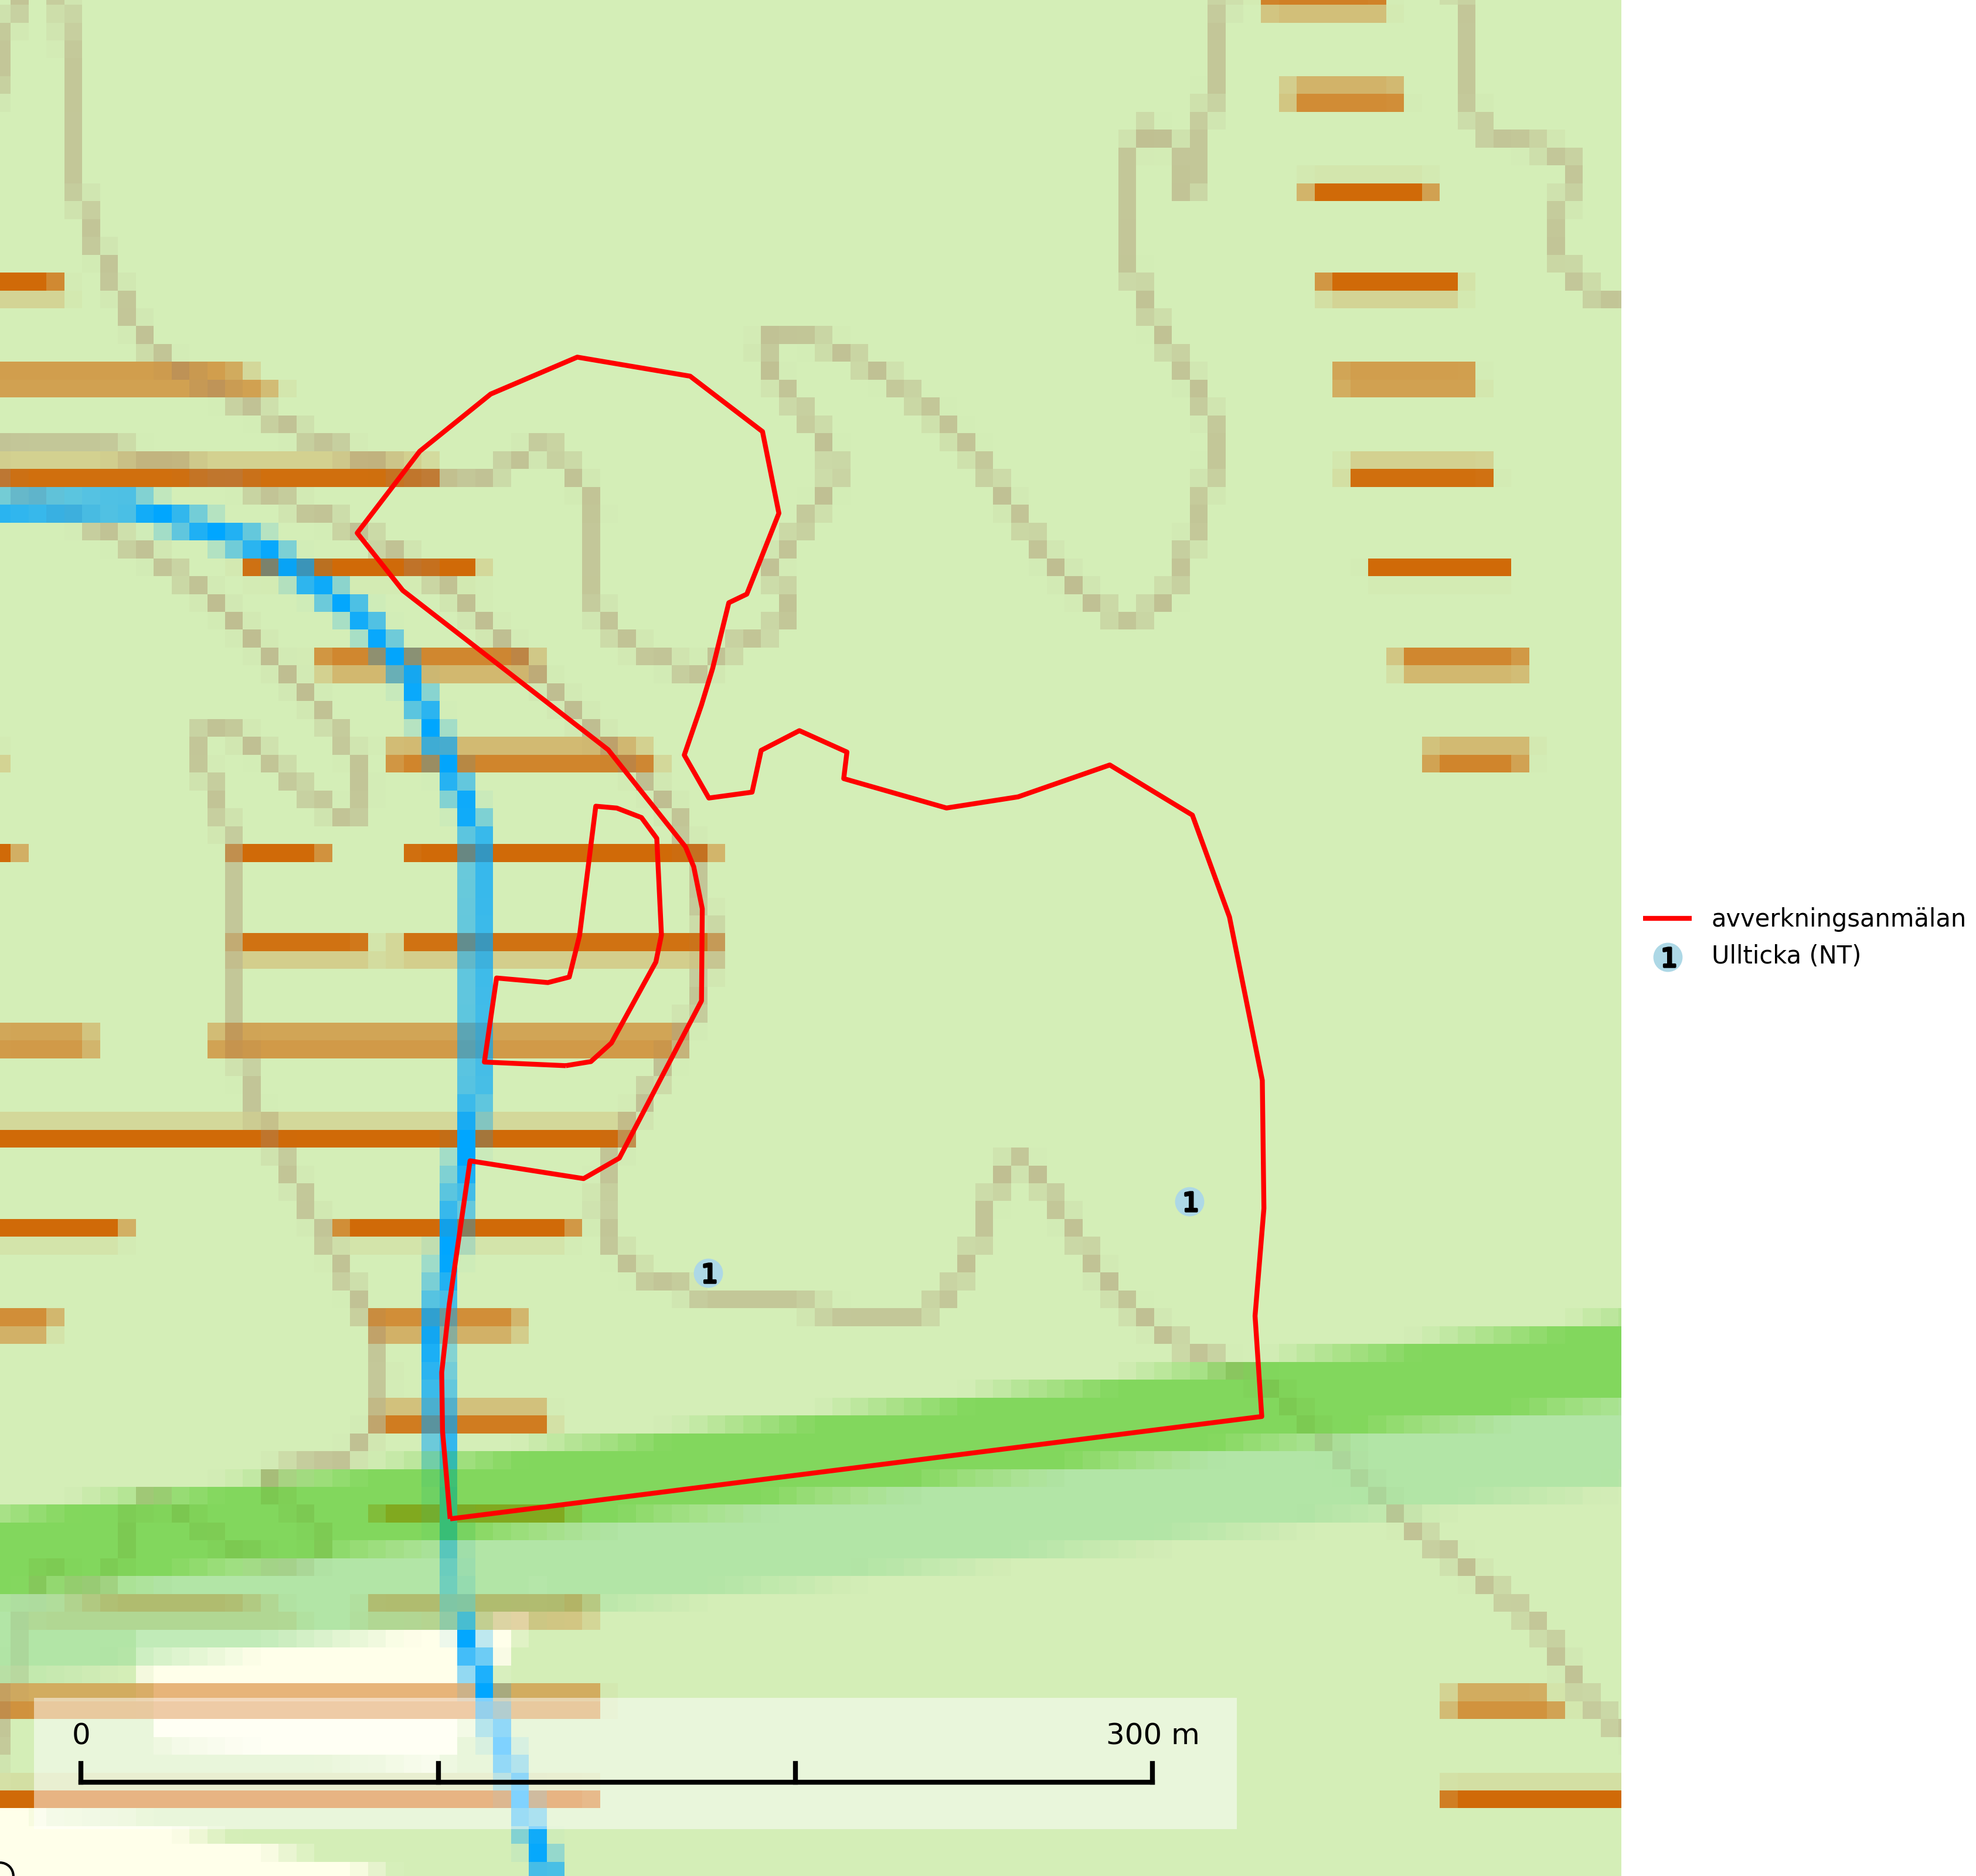 avverkningsanmälan
1 Ullticka (NT)
1
1
0 300 m